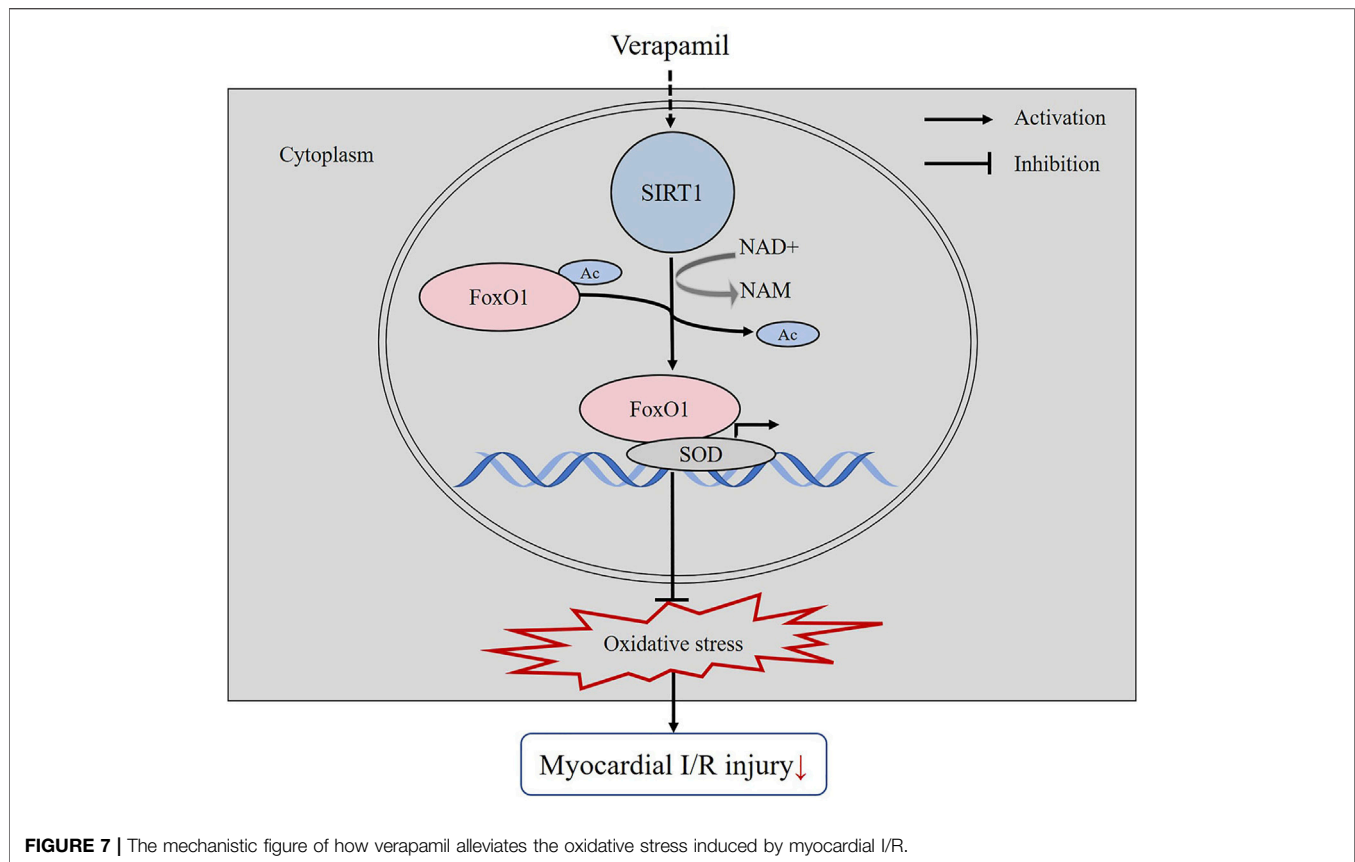 Verapamil
Activation
Cytoplasm
Inhibition
SIRT1
NAD+
Ac
FoxO1
NAM
Ac
FoxO1
SOD
Oxidative stress
Myocardial I/R injury↓
FIGURE 7 | The mechanistic figure of how verapamil alleviates the oxidative stress induced by myocardial I/R.